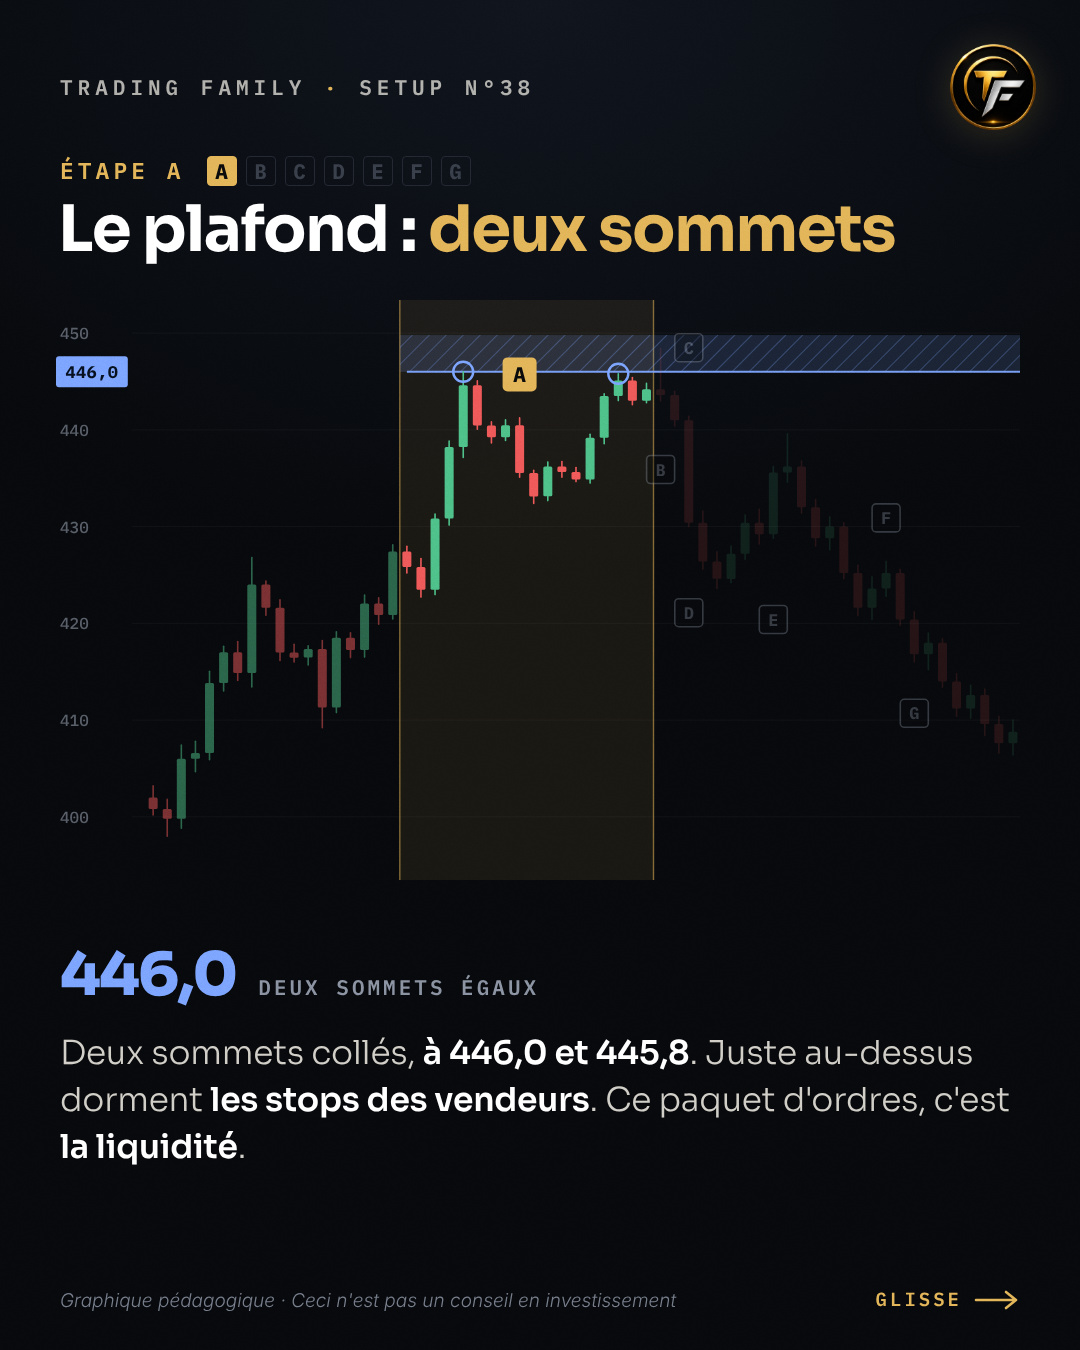 TRADING FAMILY · SETUP N°38
TF
ÉTAPE A A B C D E F G
Le plafond : deux sommets
450
446,0
440
430
420
410
400
A
B
C
D
E
F
G
446,0 DEUX SOMMETS ÉGAUX
Deux sommets collés, à 446,0 et 445,8. Juste au-dessus
dorment les stops des vendeurs. Ce paquet d'ordres, c'est
la liquidité.
Graphique pédagogique · Ceci n'est pas un conseil en investissement
GLISSE →